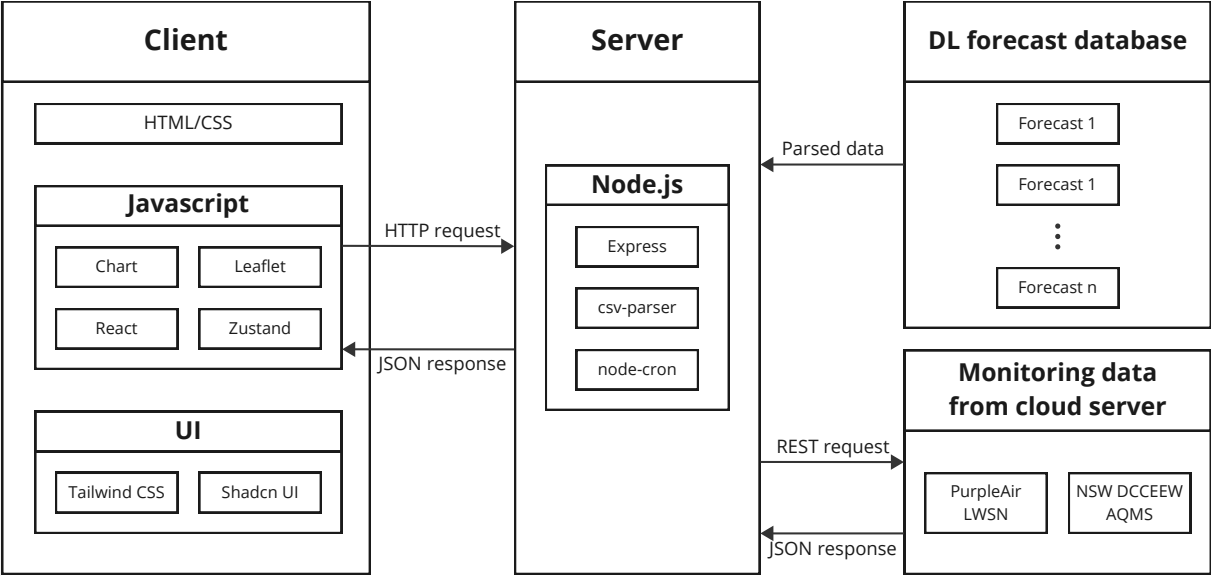 Client
HTML/CSS
Javascript
Chart
Leaflet
React
Zustand
UI
Tailwind CSS
Shadcn UI
HTTP request
JSON response
Server
Node.js
Express
csv-parser
node-cron
Parsed data
REST request
JSON response
DL forecast database
Forecast 1
Forecast 1
⋮
Forecast n
Monitoring data
from cloud server
PurpleAir
LWSN
NSW DCCEEW
AQMS